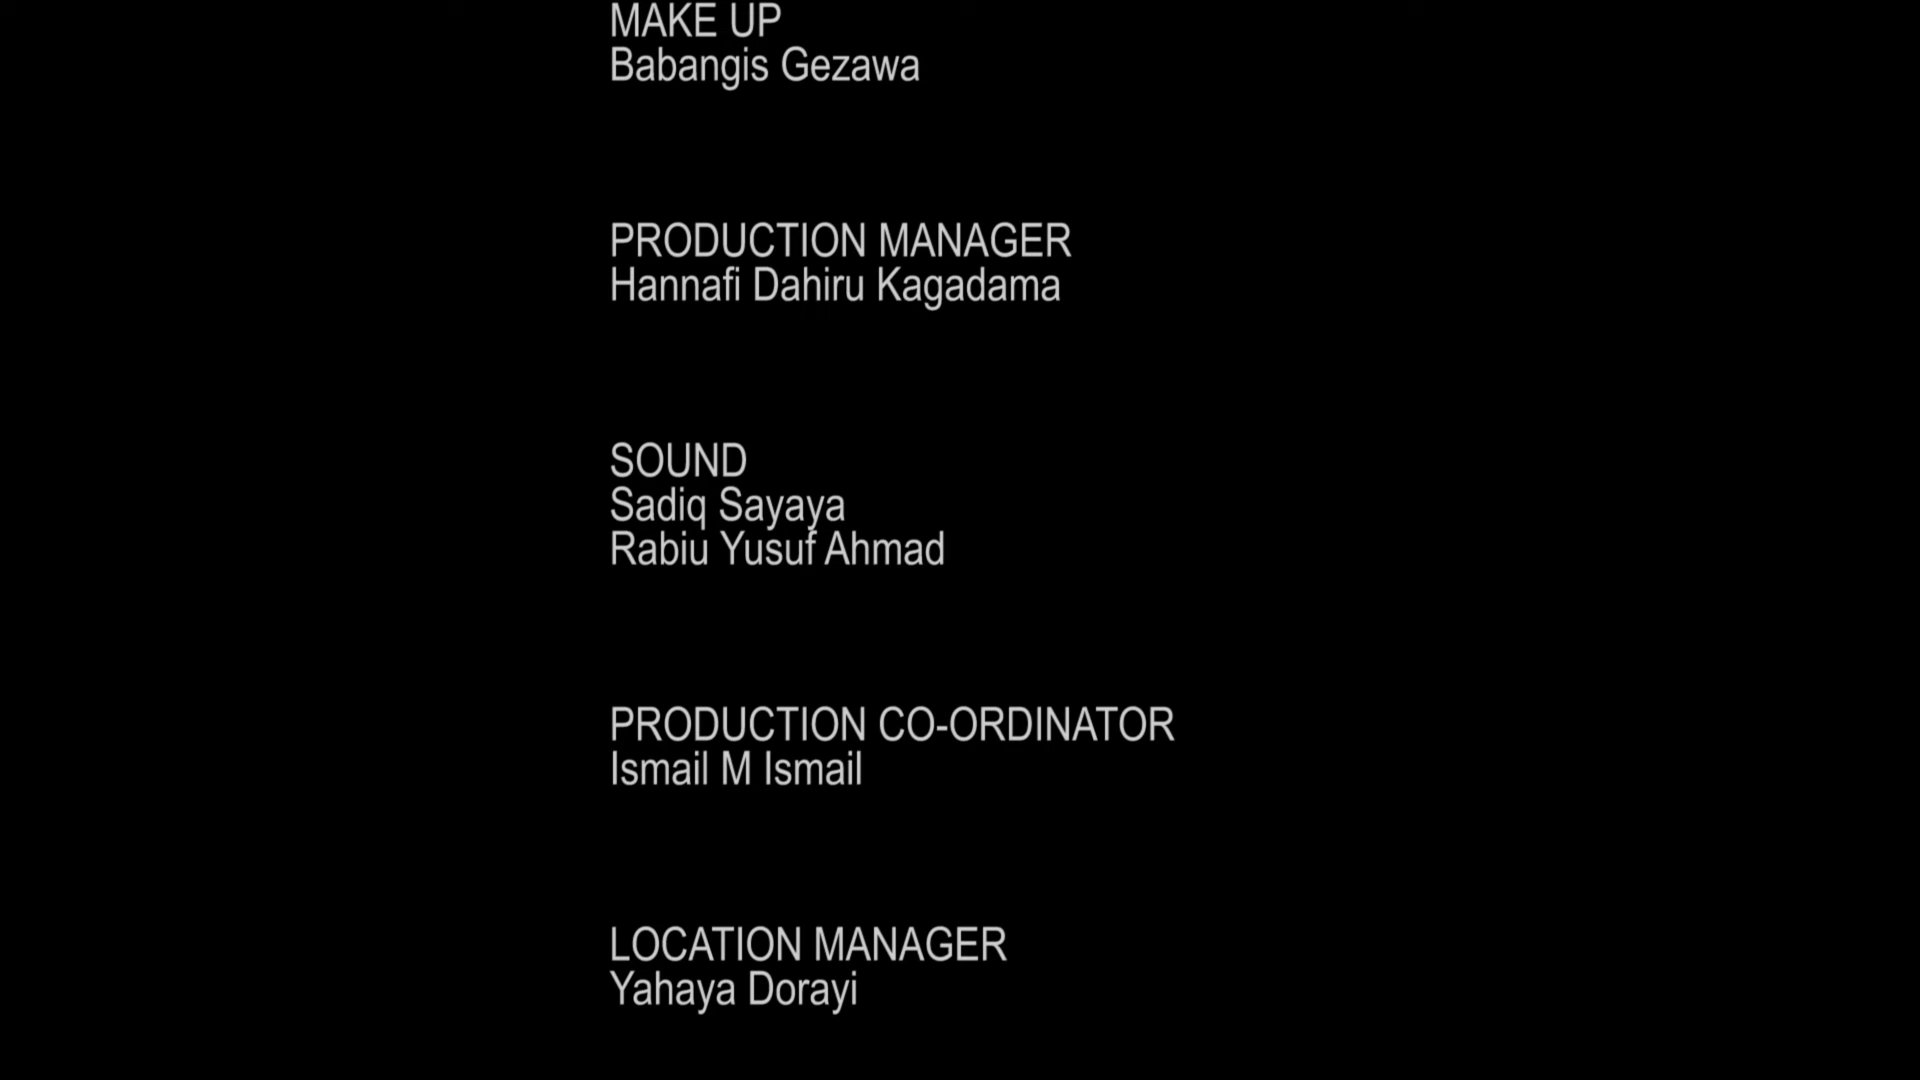 MAKE UP
Babangis Gezawa
PRODUCTION MANAGER
Hannafi Dahiru Kagadama
SOUND
Sadiq Sayaya
Rabiu Yusuf Ahmad
PRODUCTION CO-ORDINATOR
Ismail M Ismail
LOCATION MANAGER
Yahaya Dorayi